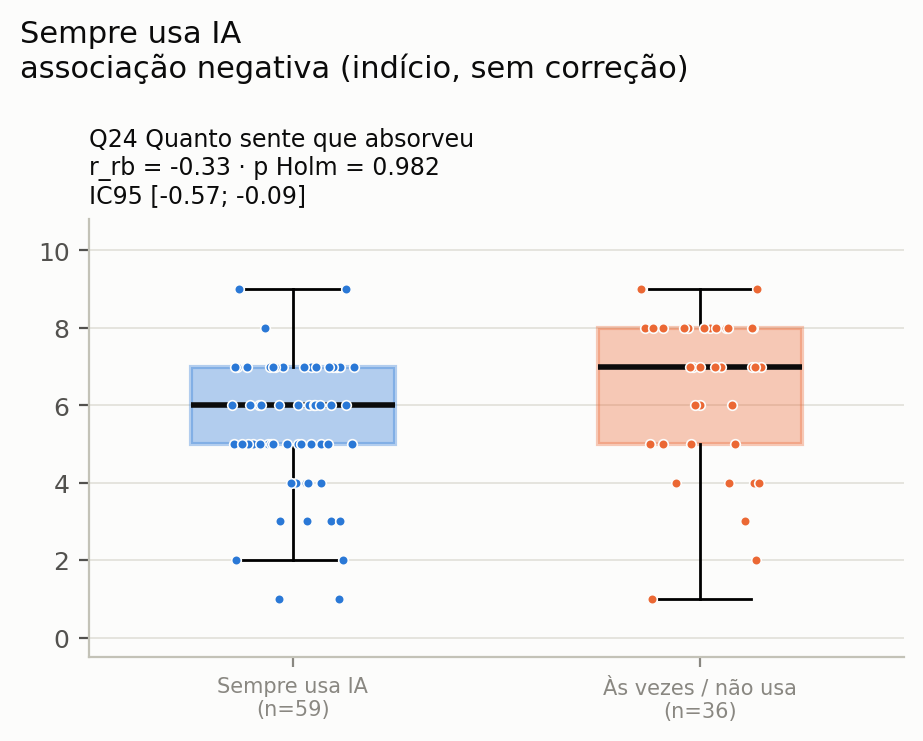 Sempre usa IA
associação negativa (indício, sem correção)
Q24 Quanto sente que absorveu
r_rb = -0.33 · p Holm = 0.982
IC95 [-0.57; -0.09]
10
8
6
4
2
0
Sempre usa IA
(n=59)
Às vezes / não usa
(n=36)